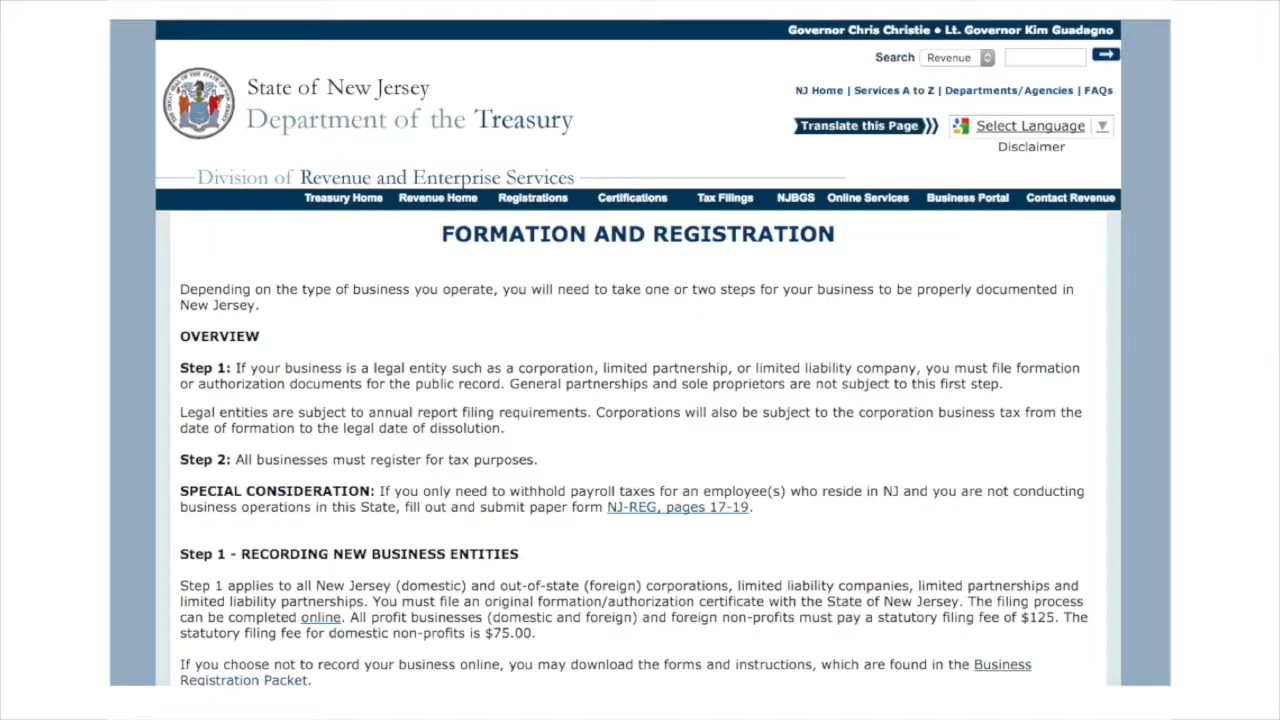 Governor Chris Christie • Lt. Governor Kim Guadagno
Search Revenue
State of New Jersey
Department of the Treasury
NJ Home | Services A to Z | Departments/Agencies | FAQs
Translate this Page Select Language
Disclaimer
Division of Revenue and Enterprise Services
Treasury Home Revenue Home Registrations Certifications Tax Filings NJBGS Online Services Business Portal Contact Revenue
FORMATION AND REGISTRATION
Depending on the type of business you operate, you will need to take one or two steps for your business to be properly documented in
New Jersey.
OVERVIEW
Step 1: If your business is a legal entity such as a corporation, limited partnership, or limited liability company, you must file formation
or authorization documents for the public record. General partnerships and sole proprietors are not subject to this first step.
Legal entities are subject to annual report filing requirements. Corporations will also be subject to the corporation business tax from the
date of formation to the legal date of dissolution.
Step 2: All businesses must register for tax purposes.
SPECIAL CONSIDERATION: If you only need to withhold payroll taxes for an employee(s) who reside in NJ and you are not conducting
business operations in this State, fill out and submit paper form NJ-REG, pages 17-19.
Step 1 - RECORDING NEW BUSINESS ENTITIES
Step 1 applies to all New Jersey (domestic) and out-of-state (foreign) corporations, limited liability companies, limited partnerships and
limited liability partnerships. You must file an original formation/authorization certificate with the State of New Jersey. The filing process
can be completed online. All profit businesses (domestic and foreign) and foreign non-profits must pay a statutory filing fee of $125. The
statutory filing fee for domestic non-profits is $75.00.
If you choose not to record your business online, you may download the forms and instructions, which are found in the Business
Registration Packet.